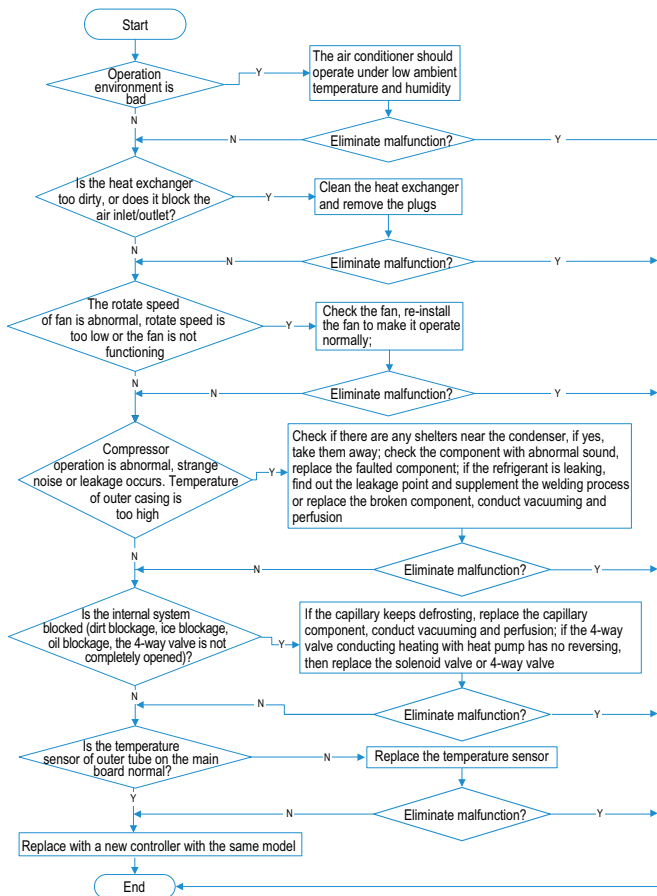 Start
Operation
environment is
bad
Y
The air conditioner should
operate under low ambient
temperature and humidity
N
N
Eliminate malfunction?
Y
Is the heat exchanger
too dirty, or does it block the
air inlet/outlet?
Y
Clean the heat exchanger
and remove the plugs
N
N
Eliminate malfunction?
Y
The rotate speed
of fan is abnormal, rotate speed is
too low or the fan is not
functioning
Y
Check the fan, re-install
the fan to make it operate
normally;
N
N
Eliminate malfunction?
Y
Compressor
operation is abnormal, strange
noise or leakage occurs. Temperature
of outer casing is
too high
Y
Check if there are any shelters near the condenser, if yes,
take them away; check the component with abnormal sound,
replace the faulted component; if the refrigerant is leaking,
find out the leakage point and supplement the welding process
or replace the broken component, conduct vacuuming and
perfusion
N
N
Eliminate malfunction?
Y
Is the internal system
blocked (dirt blockage, ice blockage,
oil blockage, the 4-way valve is not
completely opened)?
Y
If the capillary keeps defrosting, replace the capillary
component, conduct vacuuming and perfusion; if the 4-way
valve conducting heating with heat pump has no reversing,
then replace the solenoid valve or 4-way valve
N
N
Eliminate malfunction?
Y
Is the temperature
sensor of outer tube on the main
board normal?
N
Replace the temperature sensor
Y
N
Eliminate malfunction?
Y
Replace with a new controller with the same model
End